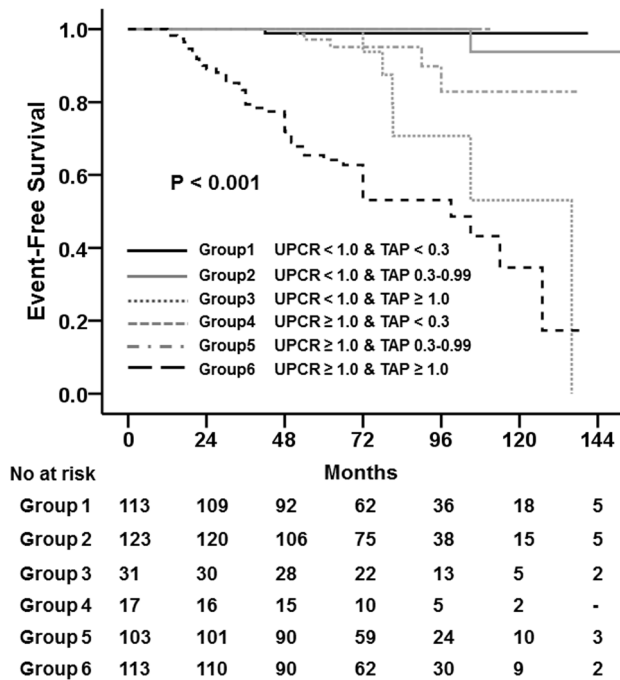 1.0
0.8
0.6
0.4
0.2
0.0
Event-Free Survival
P < 0.001
Group1 UPCR < 1.0 & TAP < 0.3
Group2 UPCR < 1.0 & TAP 0.3-0.99
Group3 UPCR < 1.0 & TAP ≥ 1.0
Group4 UPCR ≥ 1.0 & TAP < 0.3
Group5 UPCR ≥ 1.0 & TAP 0.3-0.99
Group6 UPCR ≥ 1.0 & TAP ≥ 1.0
0 24 48 72 96 120 144
No at risk Months
Group 1 113 109 92 62 36 18 5
Group 2 123 120 106 75 38 15 5
Group 3 31 30 28 22 13 5 2
Group 4 17 16 15 10 5 2 -
Group 5 103 101 90 59 24 10 3
Group 6 113 110 90 62 30 9 2